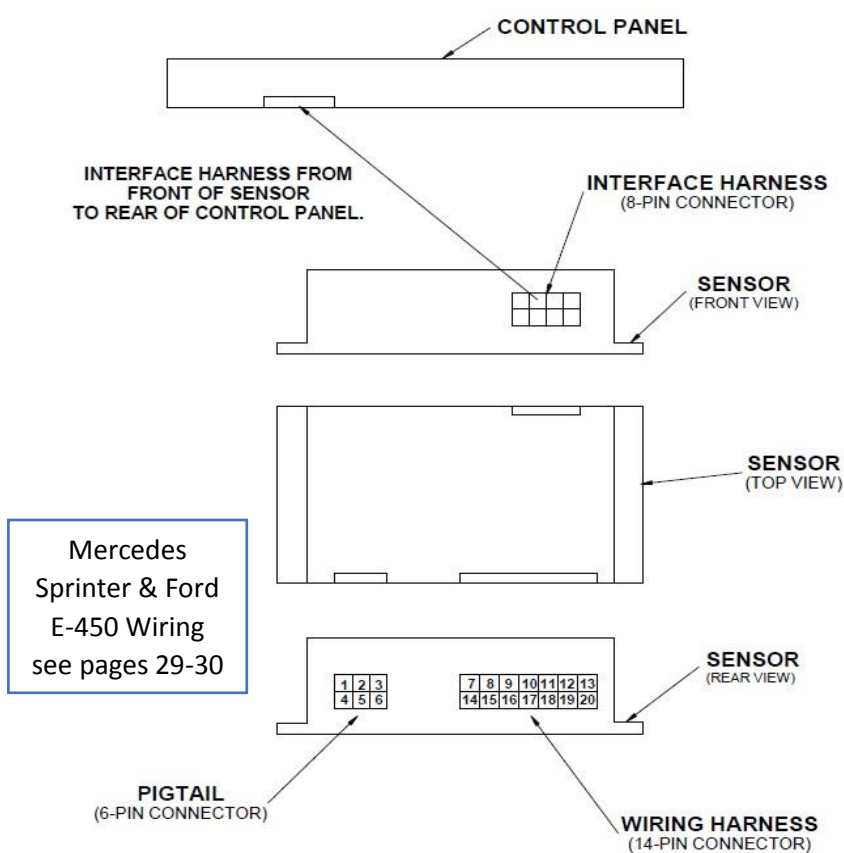 CONTROL PANEL
INTERFACE HARNESS FROM
FRONT OF SENSOR
TO REAR OF CONTROL PANEL.
INTERFACE HARNESS
(8-PIN CONNECTOR)
SENSOR
(FRONT VIEW)
SENSOR
(TOP VIEW)
Mercedes
Sprinter & Ford
E-450 Wiring
see pages 29-30
SENSOR
(REAR VIEW)
1 2 3
4 5 6
7 8 9 10 11 12 13
14 15 16 17 18 19 20
PIGTAIL
(6-PIN CONNECTOR)
WIRING HARNESS
(14-PIN CONNECTOR)